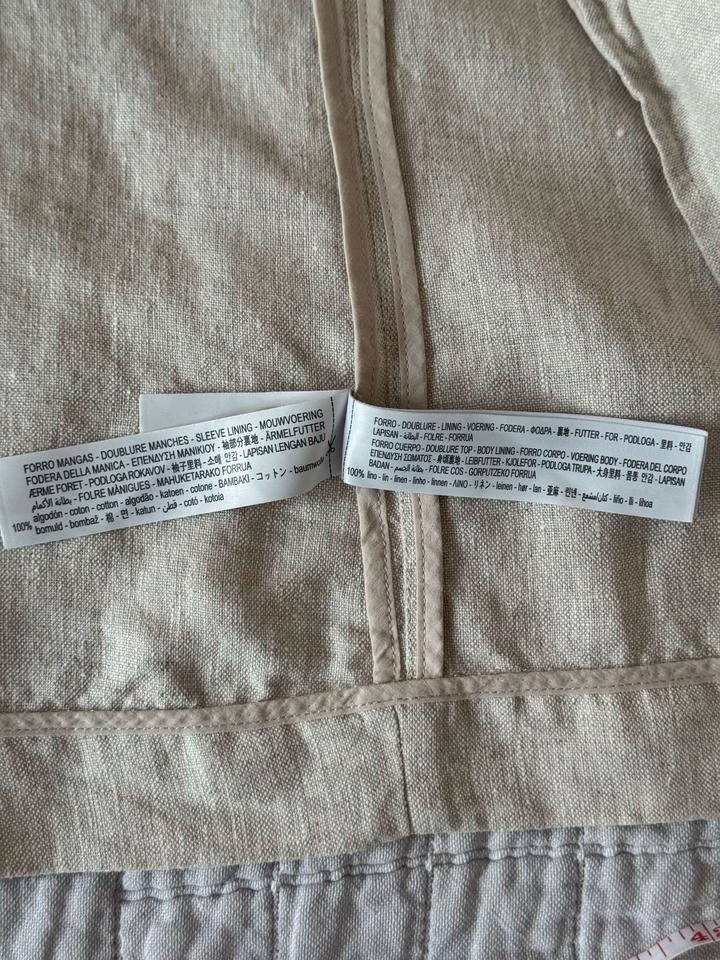 FORRO MANGAS - DOUBLURE MANCHES - SLEEVE LINING - MOUWVOERING
FODERA DELLA MANICA - ΕΠΕΝΔΥΣΗ ΜΑΝΙΚΙΟΥ - 袖部分裏地 - ÄRMELFUTTER
ÆRME FORET - PODLOGA ROKAVOV - 袖子里料 - 소매 안감 - LAPISAN LENGAN BAJU
بطانة الأكمام - FOLRE MÀNIGUES - MAHUKETARAKO FORRUA
100% algodón - coton - cotton - algodão - katoen - cotone - ΒΑΜΒΑΚΙ - コットン - baumwolle
bomuld - bombaž - 棉 - 면 - katun - قطن - cotó - kotoia
FORRO - DOUBLURE - LINING - VOERING - FODERA - ΦΟΔΡΑ - 裏地 - FUTTER - FOR - PODLOGA - 里料 - 안감
LAPISAN - البطانة - FOLRE - FORRUA
FORRO CUERPO - DOUBLURE TOP - BODY LINING - FORRO CORPO - VOERING BODY - FODERA DEL CORPO
ΕΠΕΝΔΥΣΗ ΣΩΜΑΤΟΣ - 身頃裏地 - LEIBFUTTER - KJOLEFOR - PODLOGA TRUPA - 大身里料 - 몸통 안감 - LAPISAN
BADAN - بطانة الجسم - FOLRE COS - GORPUTZEKO FORRUA
100% lino - lin - linen - linho - linnen - ΛΙΝΟ - リネン - leinen - hør - lan - 亚麻 - 린넨 - كتان - liño - lli - lihoa
4